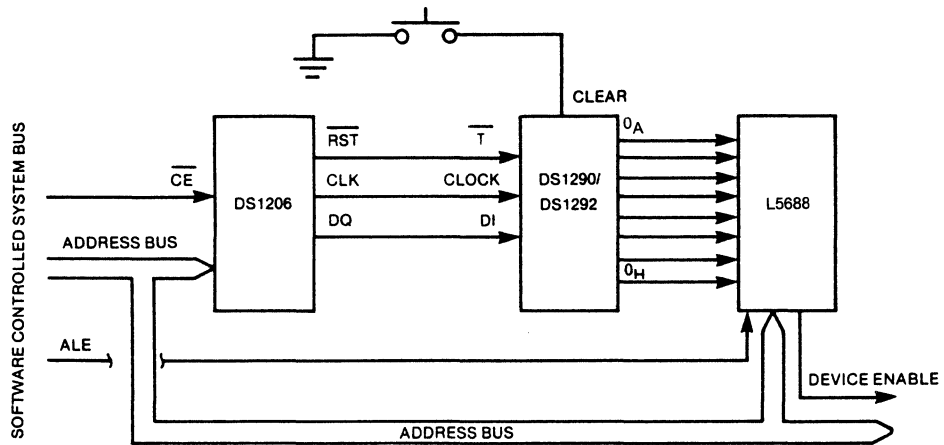 CLEAR
SOFTWARE CONTROLLED SYSTEM BUS
CE
DS1206
RST
CLK
DQ
T
CLOCK
DI
DS1290/
DS1292
0A
0H
L5688
ADDRESS BUS
ALE
DEVICE ENABLE
ADDRESS BUS